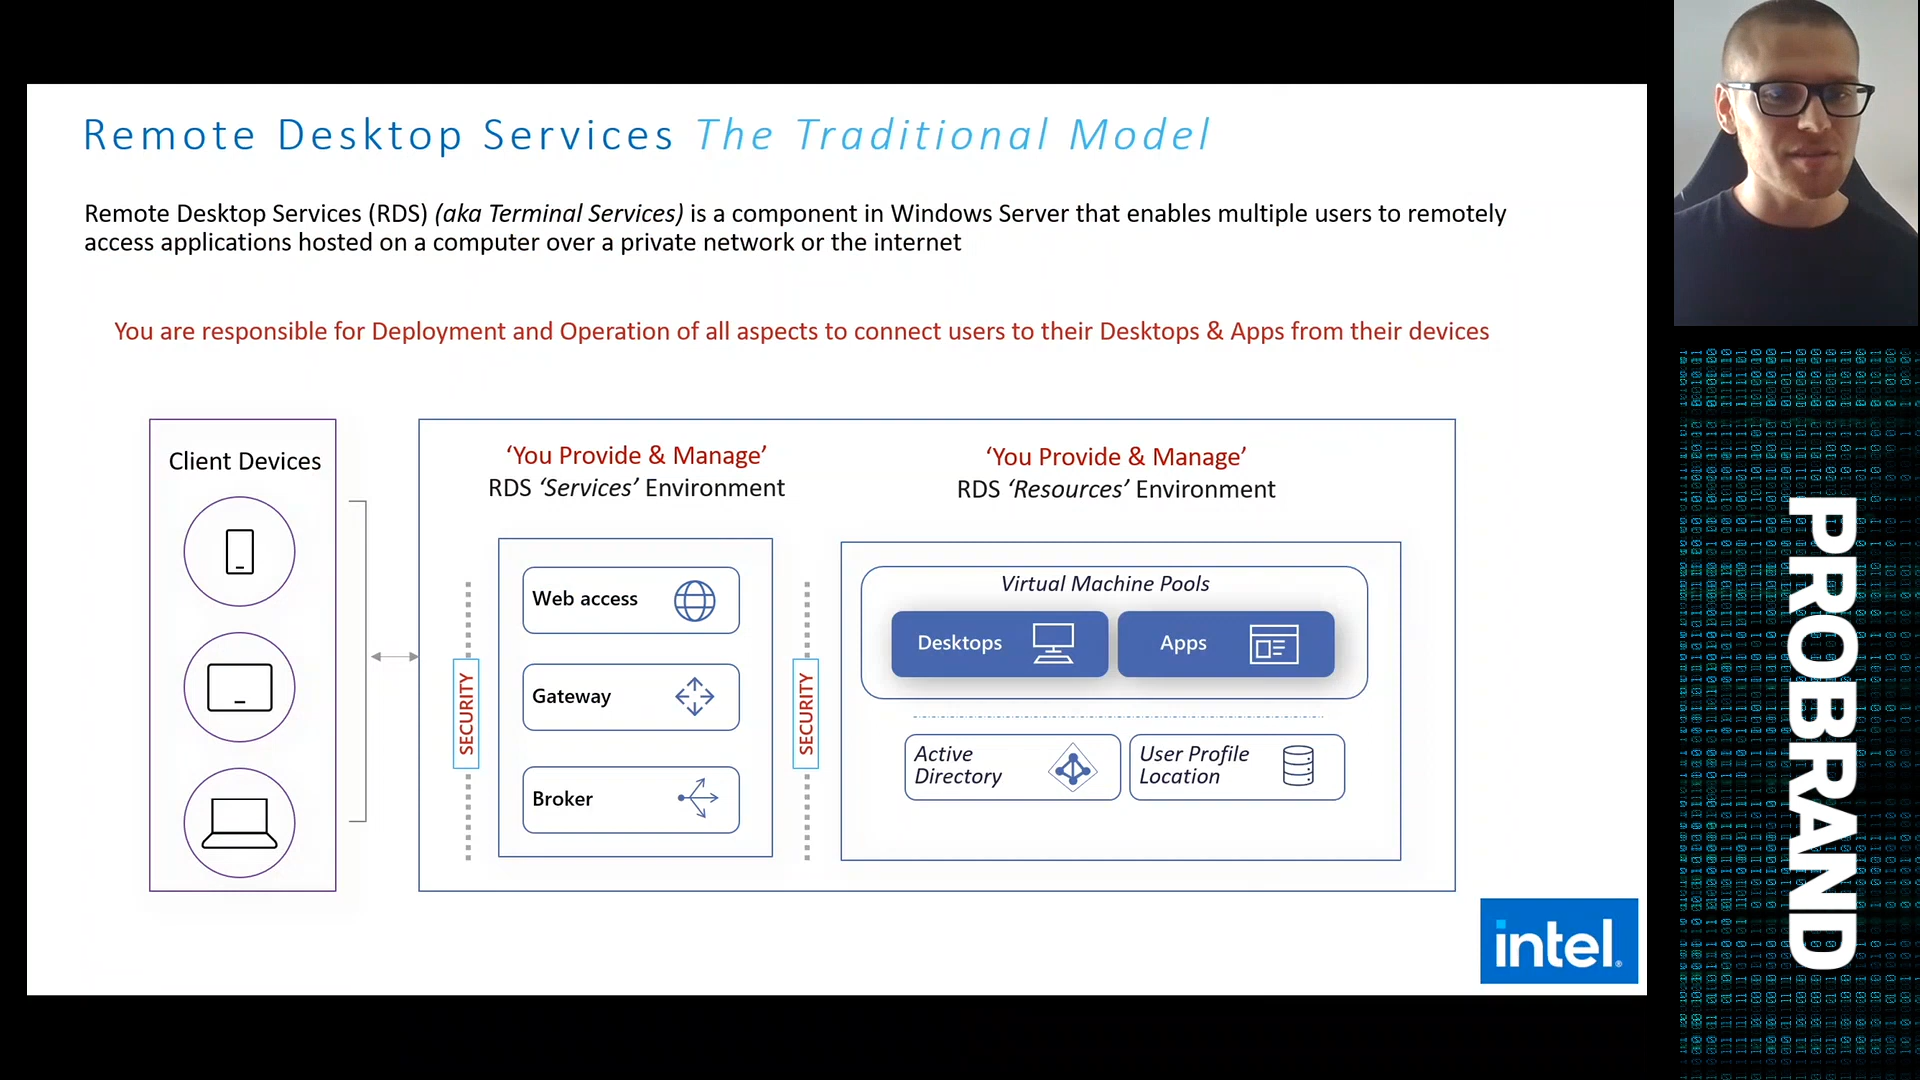 Remote Desktop Services The Traditional Model
Remote Desktop Services (RDS) (aka Terminal Services) is a component in Windows Server that enables multiple users to remotely
access applications hosted on a computer over a private network or the internet
You are responsible for Deployment and Operation of all aspects to connect users to their Desktops & Apps from their devices
Client Devices
‘You Provide & Manage’
RDS ‘Services’ Environment
SECURITY
Web access
Gateway
Broker
SECURITY
‘You Provide & Manage’
RDS ‘Resources’ Environment
Virtual Machine Pools
Desktops
Apps
Active
Directory
User Profile
Location
intel®
PROBRAND